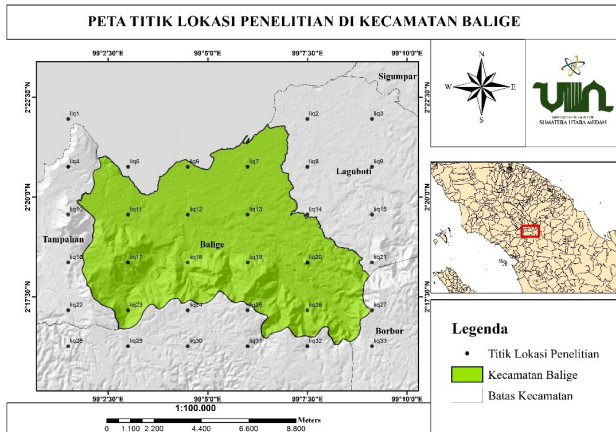 PETA TITIK LOKASI PENELITIAN DI KECAMATAN BALIGE
99°2'30"E 99°5'0"E 99°7'30"E 99°10'0"E
Sigumpar
2°22'30"N 2°22'30"N
liq1 liq2 liq3
liq4 liq5 liq6 liq7 liq8 liq9
Laguboti
2°20'0"N 2°20'0"N
liq10 liq11 liq12 liq13 liq14 liq15
Tampahan
Balige
liq16 liq17 liq18 liq19 liq20 liq21
2°17'30"N 2°17'30"N
liq22 liq23 liq24 liq25 liq26 liq27
Borbor
liq28 liq29 liq30 liq31 liq32 liq33
99°2'30"E 99°5'0"E 99°7'30"E 99°10'0"E
1:100.000
Meters
0 1.100 2.200 4.400 6.600 8.800
N
W E
S
UIN
SUMATERA UTARA MEDAN
Legenda
Titik Lokasi Penelitian
Kecamatan Balige
Batas Kecamatan